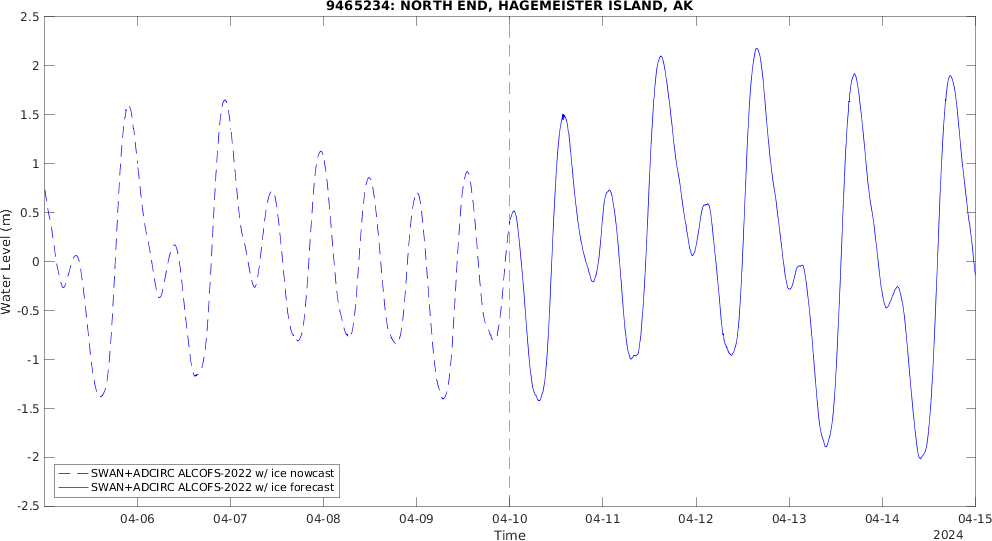 9465234: NORTH END, HAGEMEISTER ISLAND, AK
2.5
2
1.5
1
0.5
0
-0.5
-1
-1.5
-2
-2.5
Water Level (m)
SWAN+ADCIRC ALCOFS-2022 w/ ice nowcast
SWAN+ADCIRC ALCOFS-2022 w/ ice forecast
04-06 04-07 04-08 04-09 04-10 04-11 04-12 04-13 04-14 04-15
Time
2024